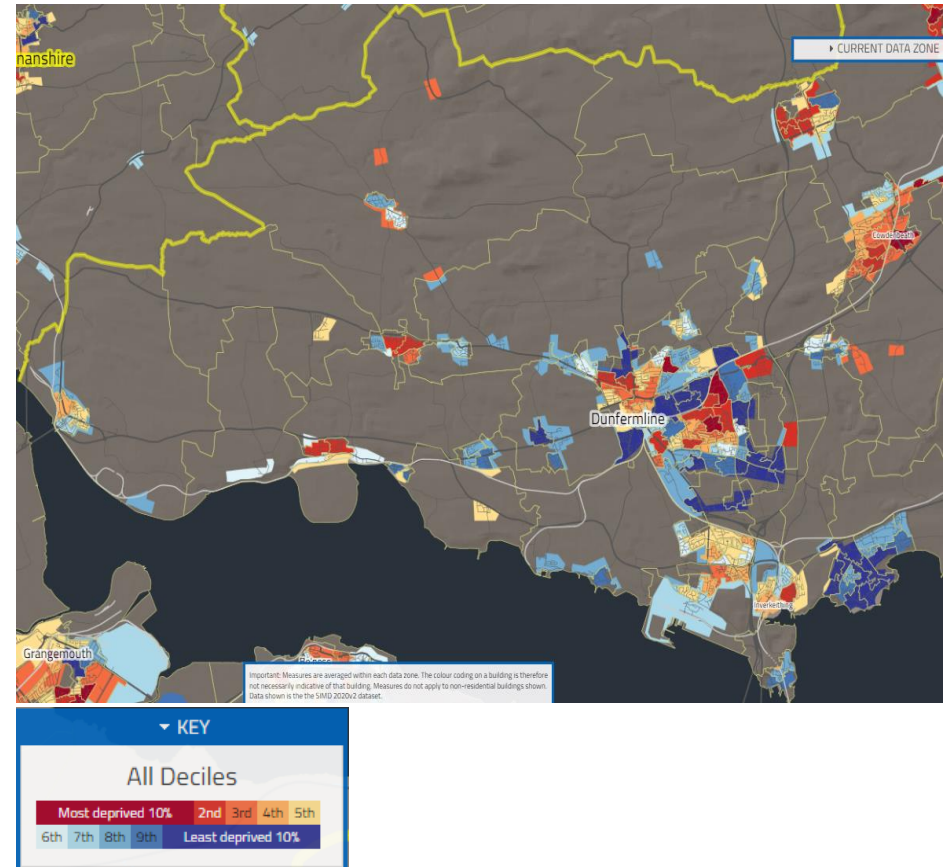 nanshire
CURRENT DATA ZONE
Cowdenbeath
Dunfermline
Inverkeithing
Grangemouth
Important: Measures are averaged within each data zone. The colour coding on a building is therefore
not necessarily indicative of that building. Measures do not apply to non-residential buildings shown.
Data shown is the the SIMD 2020v2 dataset.
KEY
All Deciles
Most deprived 10% 2nd 3rd 4th 5th
6th 7th 8th 9th Least deprived 10%